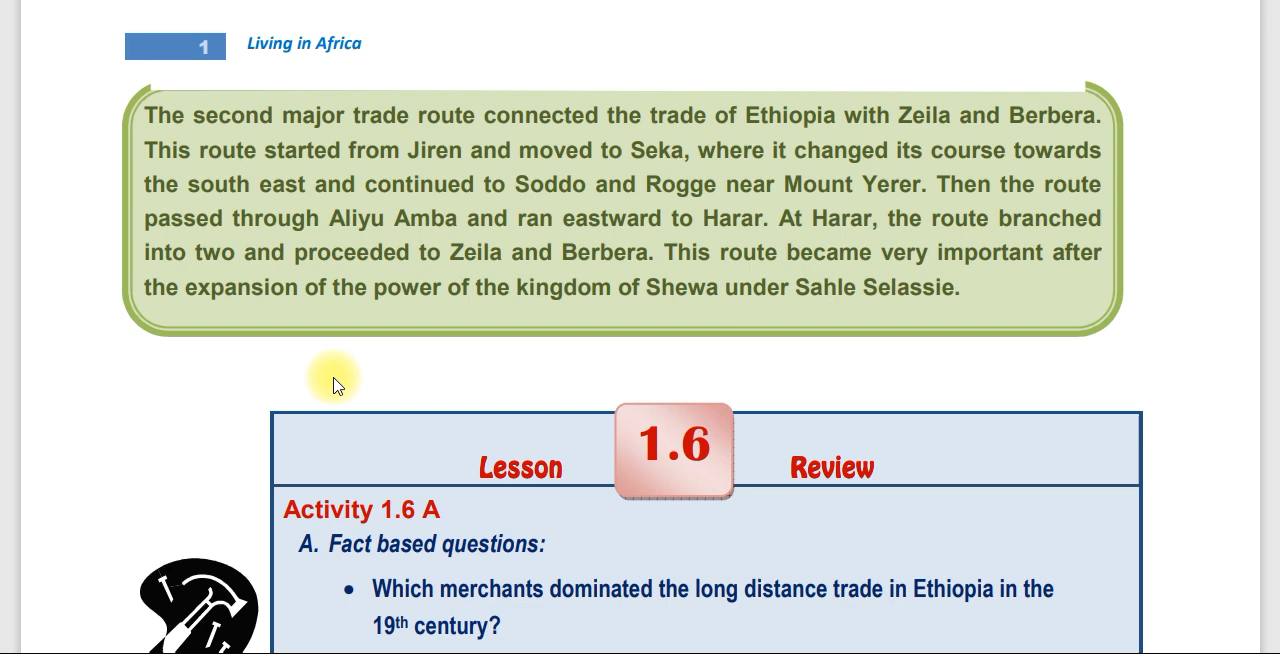 1 Living in Africa
The second major trade route connected the trade of Ethiopia with Zeila and Berbera.
This route started from Jiren and moved to Seka, where it changed its course towards
the south east and continued to Soddo and Rogge near Mount Yerer. Then the route
passed through Aliyu Amba and ran eastward to Harar. At Harar, the route branched
into two and proceeded to Zeila and Berbera. This route became very important after
the expansion of the power of the kingdom of Shewa under Sahle Selassie.
Lesson 1.6 Review
Activity 1.6 A
A. Fact based questions:
• Which merchants dominated the long distance trade in Ethiopia in the
19th century?